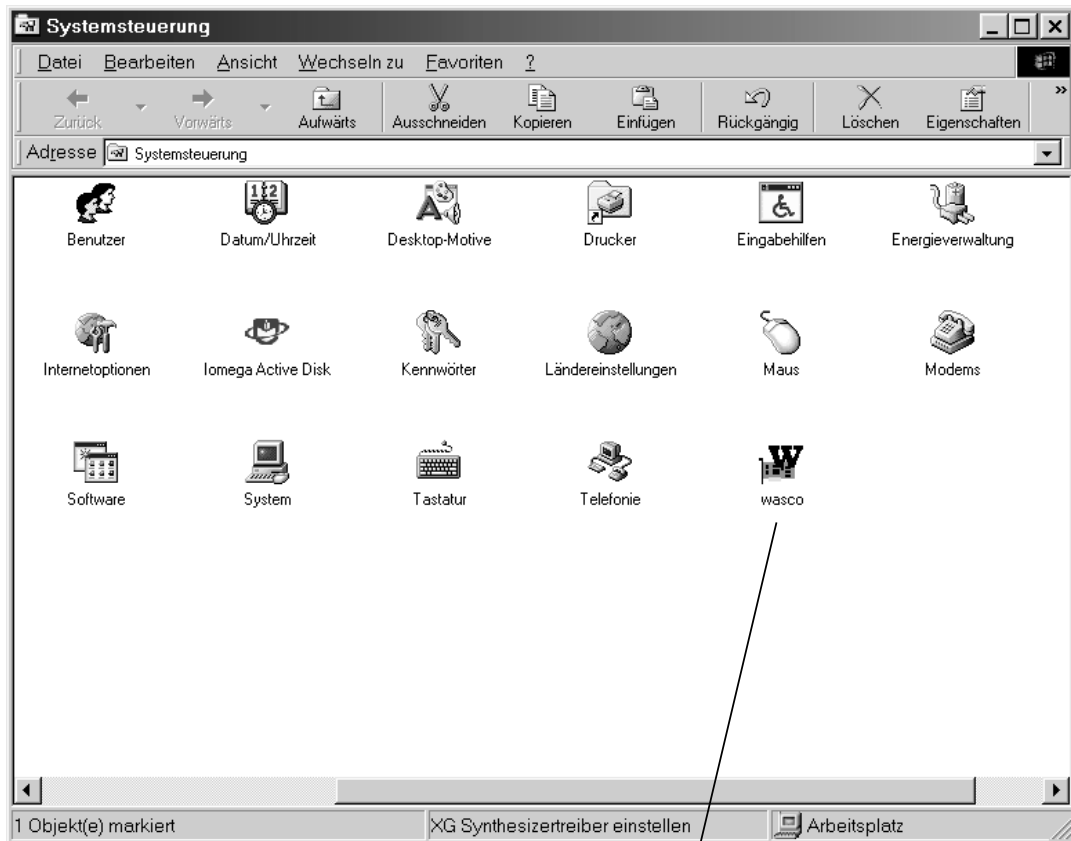 Systemsteuerung
Datei Bearbeiten Ansicht Wechseln zu Favoriten ?
Zurück Vorwärts Aufwärts Ausschneiden Kopieren Einfügen Rückgängig Löschen Eigenschaften »
Adresse Systemsteuerung
Benutzer Datum/Uhrzeit Desktop-Motive Drucker Eingabehilfen Energieverwaltung
Internetoptionen Iomega Active Disk Kennwörter Ländereinstellungen Maus Modems
Software System Tastatur Telefonie wasco
1 Objekt(e) markiert XG Synthesizertreiber einstellen Arbeitsplatz